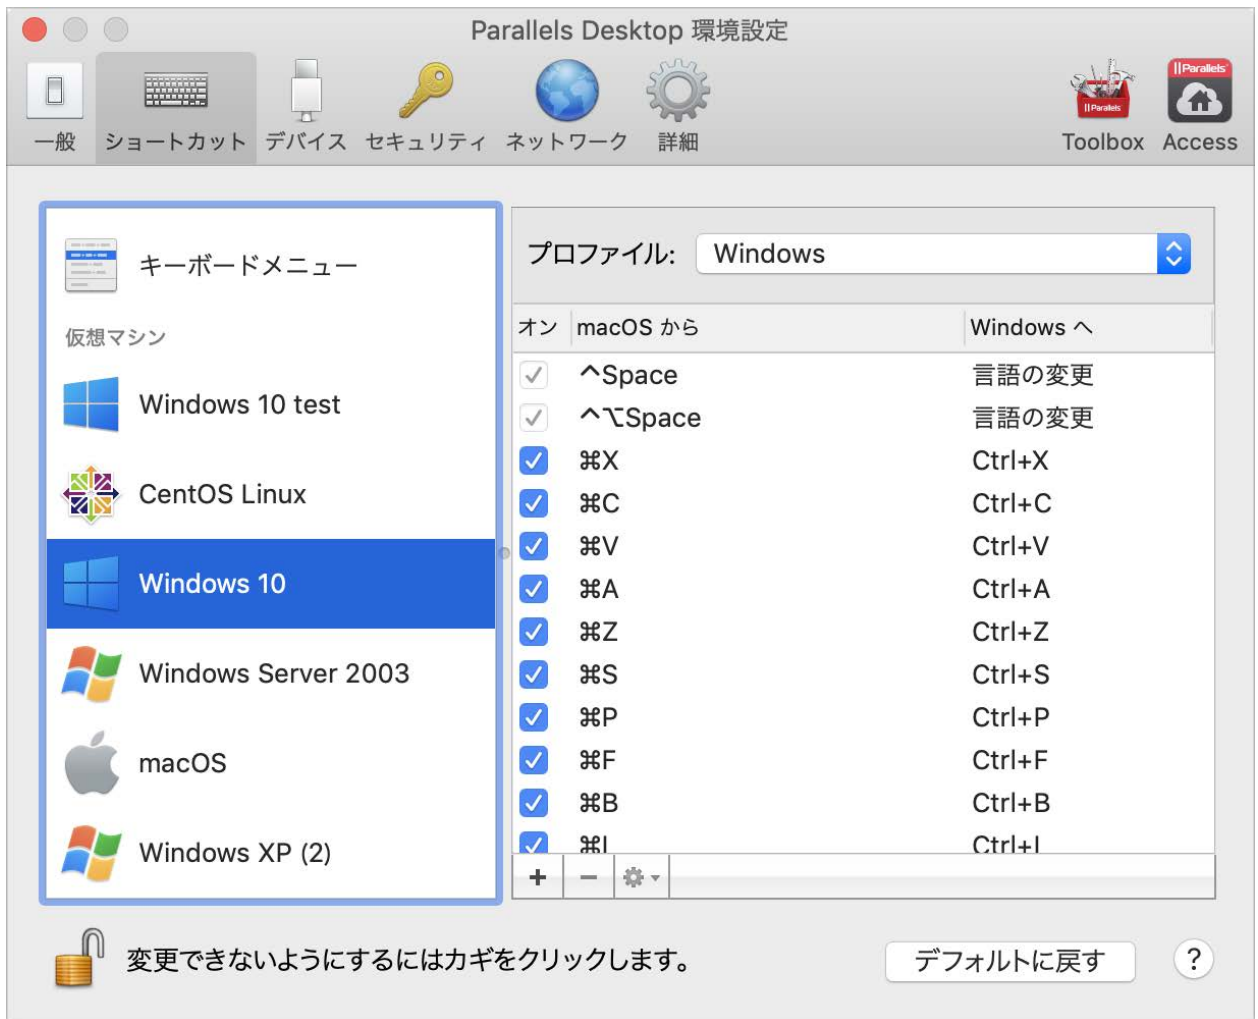 Parallels Desktop 環境設定
一般
ショートカット
デバイス
セキュリティ
ネットワーク
詳細
|| Parallels
Toolbox
|| Parallels
Access
キーボードメニュー
仮想マシン
Windows 10 test
CentOS Linux
Windows 10
Windows Server 2003
macOS
Windows XP (2)
プロファイル: Windows
オン macOS から Windows へ
^Space 言語の変更
^⌥Space 言語の変更
⌘X Ctrl+X
⌘C Ctrl+C
⌘V Ctrl+V
⌘A Ctrl+A
⌘Z Ctrl+Z
⌘S Ctrl+S
⌘P Ctrl+P
⌘F Ctrl+F
⌘B Ctrl+B
⌘I Ctrl+I
+ −
変更できないようにするにはカギをクリックします。
デフォルトに戻す ?